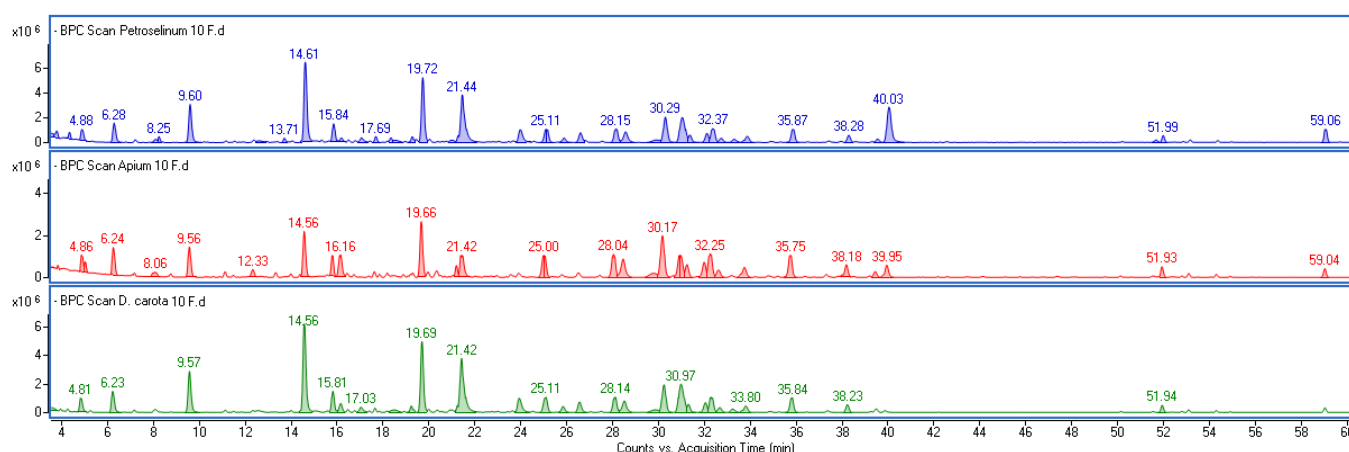 x10 6 - BPC Scan Petroselinum 10 F.d
6
4
2
0
4.88 6.28 8.25 9.60 13.71 14.61 15.84 17.69 19.72 21.44 25.11 28.15 30.29 32.37 35.87 38.28 40.03 51.99 59.06
x10 6 - BPC Scan Apium 10 F.d
4
2
0
4.86 6.24 8.06 9.56 12.33 14.56 16.16 19.66 21.42 25.00 28.04 30.17 32.25 35.75 38.18 39.95 51.93 59.04
x10 6 - BPC Scan D. carota 10 F.d
6
4
2
0
4.81 6.23 9.57 14.56 15.81 17.03 19.69 21.42 25.11 28.14 30.97 33.80 35.84 38.23 51.94
4 6 8 10 12 14 16 18 20 22 24 26 28 30 32 34 36 38 40 42 44 46 48 50 52 54 56 58
Counts vs. Acquisition Time (min)